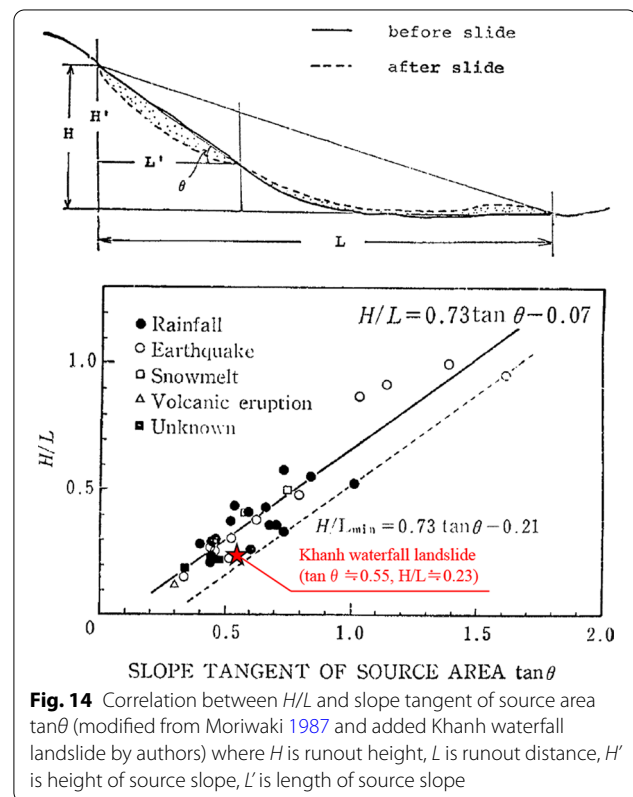 before slide
after slide
H
H'
L'
θ
L
H/L=0.73tan θ−0.07
Rainfall
Earthquake
Snowmelt
Volcanic eruption
Unknown
1.0
H/L
0.5
H/Lmin=0.73 tanθ−0.21
Khanh waterfall landslide
(tan θ ≒0.55, H/L≒0.23)
0 0.5 1.0 1.5 2.0
SLOPE TANGENT OF SOURCE AREA tanθ
Fig. 14 Correlation between H/L and slope tangent of source area
tanθ (modified from Moriwaki 1987 and added Khanh waterfall
landslide by authors) where H is runout height, L is runout distance, H'
is height of source slope, L' is length of source slope